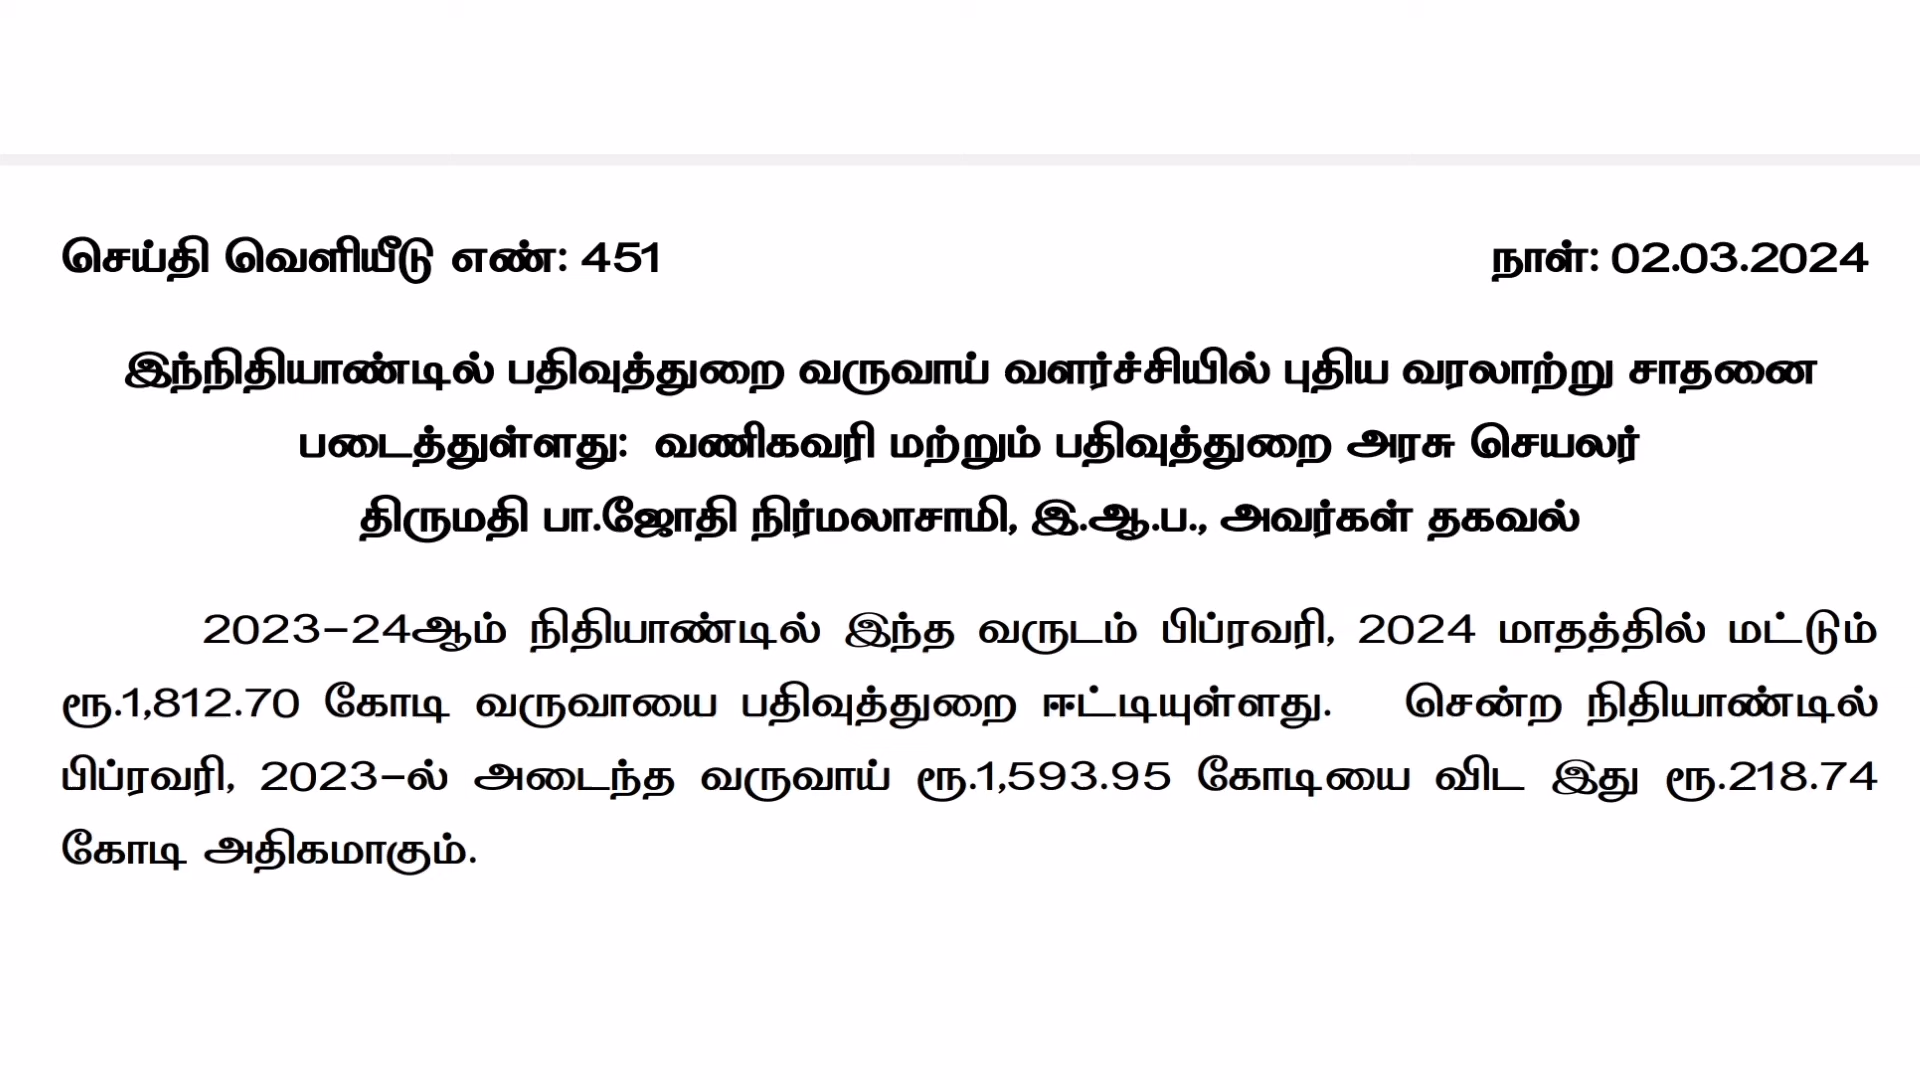 செய்தி வெளியீடு எண்: 451 நாள்: 02.03.2024
இந்நிதியாண்டில் பதிவுத்துறை வருவாய் வளர்ச்சியில் புதிய வரலாற்று சாதனை
படைத்துள்ளது: வணிகவரி மற்றும் பதிவுத்துறை அரசு செயலர்
திருமதி பா.ஜோதி நிர்மலாசாமி, இ.ஆ.ப., அவர்கள் தகவல்
2023-24ஆம் நிதியாண்டில் இந்த வருடம் பிப்ரவரி, 2024 மாதத்தில் மட்டும்
ரூ.1,812.70 கோடி வருவாயை பதிவுத்துறை ஈட்டியுள்ளது. சென்ற நிதியாண்டில்
பிப்ரவரி, 2023-ல் அடைந்த வருவாய் ரூ.1,593.95 கோடியை விட இது ரூ.218.74
கோடி அதிகமாகும்.